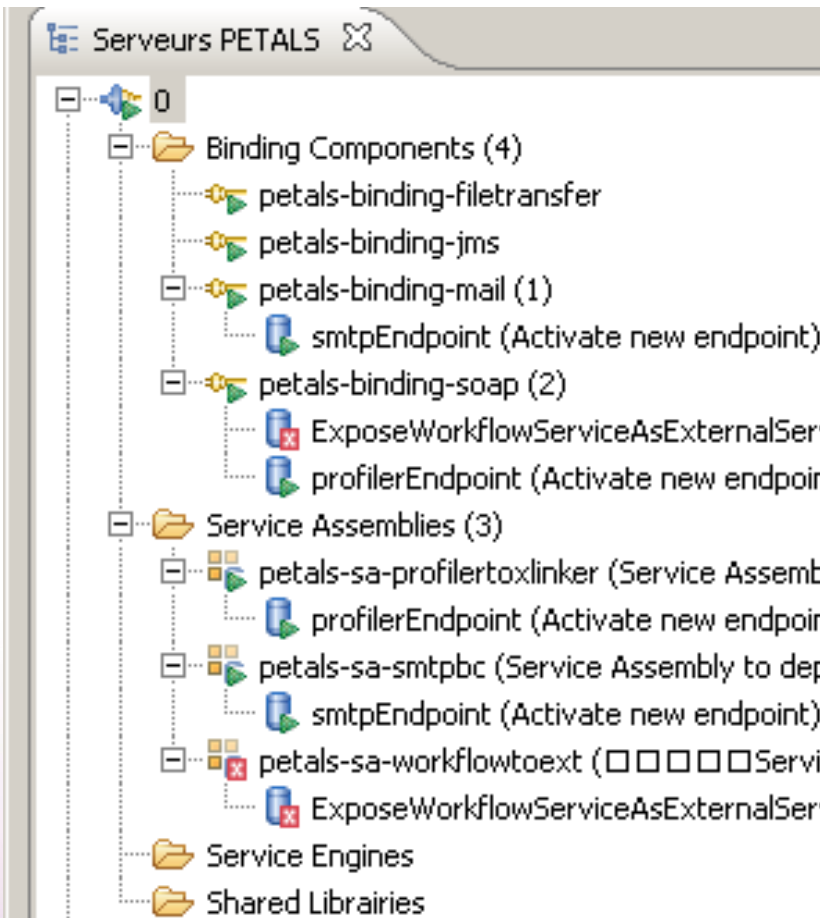 Serveurs PETALS
0
Binding Components (4)
petals-binding-filetransfer
petals-binding-jms
petals-binding-mail (1)
smtpEndpoint (Activate new endpoint)
petals-binding-soap (2)
ExposeWorkflowServiceAsExternalSer
profilerEndpoint (Activate new endpoin
Service Assemblies (3)
petals-sa-profilertoxlinker (Service Assemb
profilerEndpoint (Activate new endpoin
petals-sa-smtpbc (Service Assembly to dep
smtpEndpoint (Activate new endpoint)
petals-sa-workflowtoext (□□□□□Servi
ExposeWorkflowServiceAsExternalSer
Service Engines
Shared Librairies